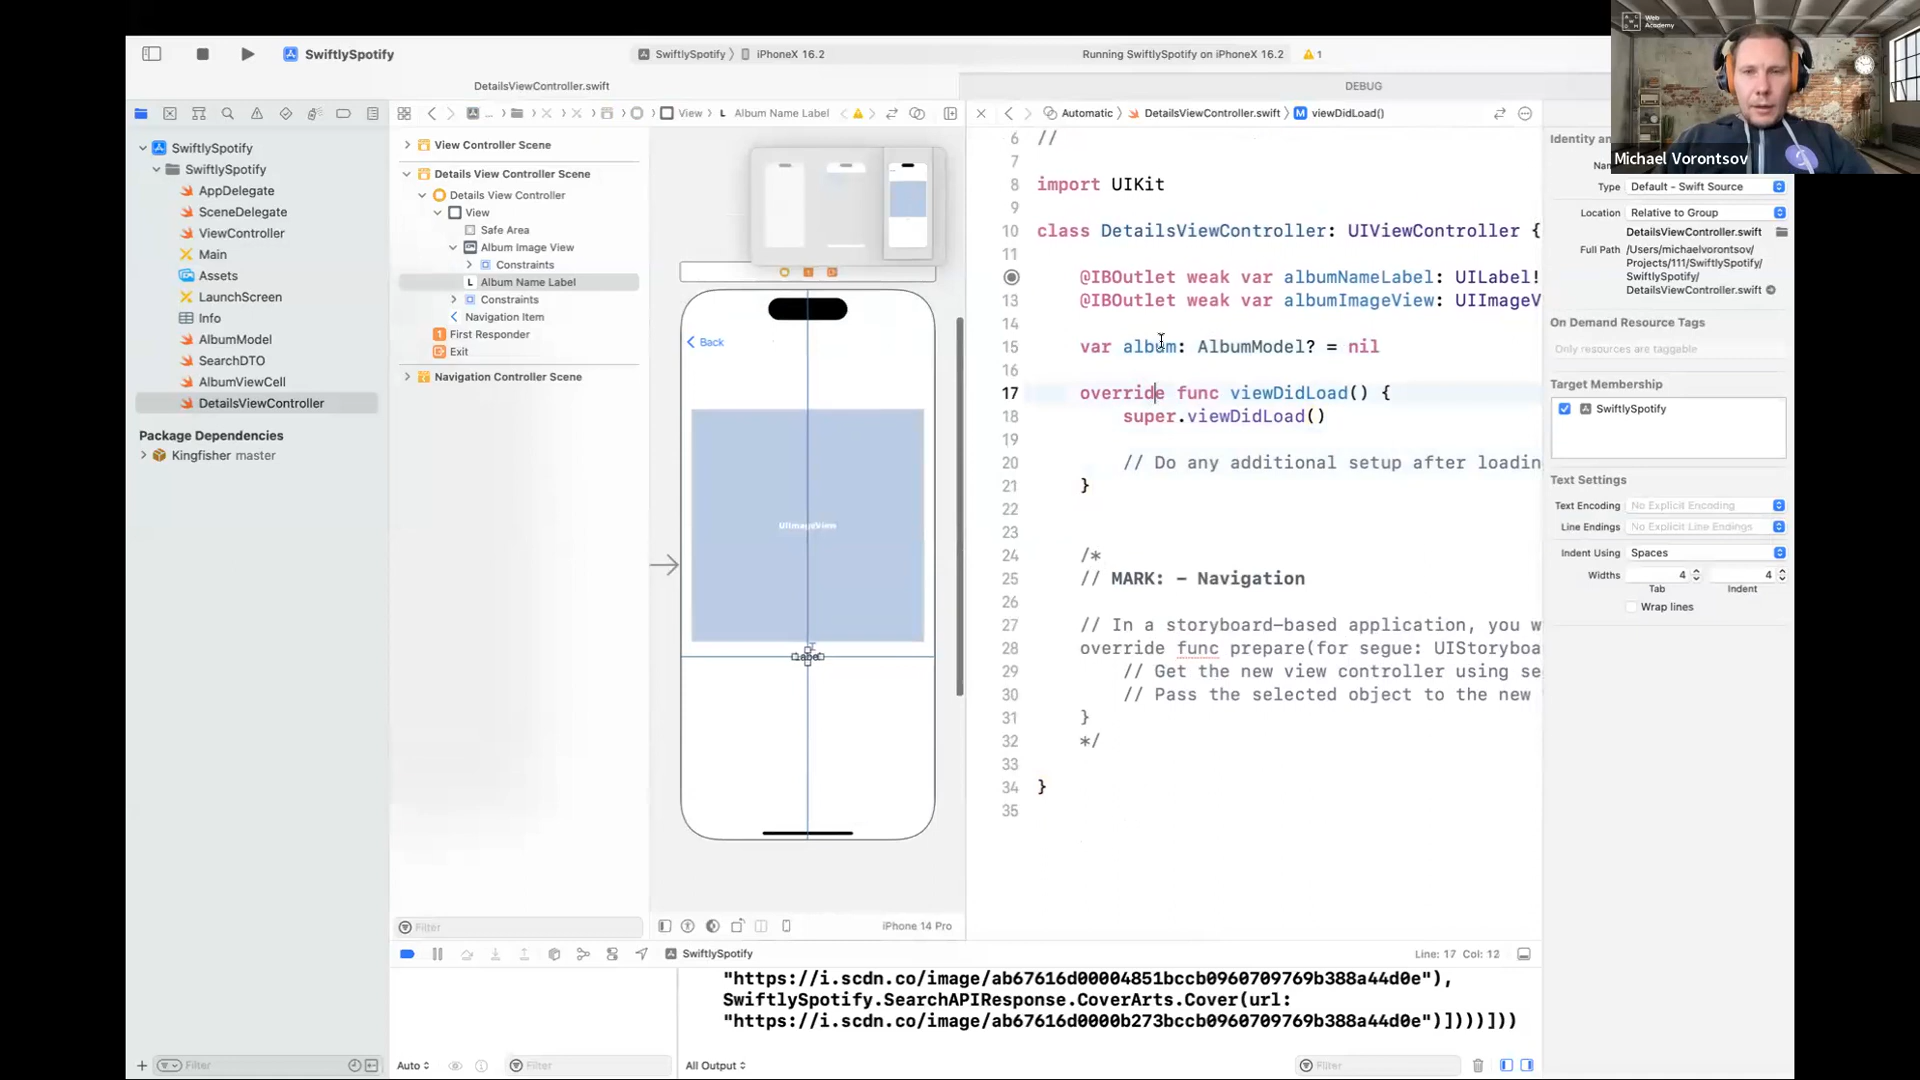 SwiftlySpotify
SwiftlySpotify 〉 iPhoneX 16.2
Running SwiftlySpotify on iPhoneX 16.2
1
Web
Academy
Michael Vorontsov
DetailsViewController.swift
DEBUG
View 〉 L Album Name Label
Automatic 〉 DetailsViewController.swift 〉 M viewDidLoad()
SwiftlySpotify
SwiftlySpotify
AppDelegate
SceneDelegate
ViewController
Main
Assets
LaunchScreen
Info
AlbumModel
SearchDTO
AlbumViewCell
DetailsViewController
Package Dependencies
Kingfisher master
Filter
View Controller Scene
Details View Controller Scene
Details View Controller
View
Safe Area
Album Image View
Constraints
L Album Name Label
Constraints
Navigation Item
1 First Responder
Exit
Navigation Controller Scene
Filter
Back
UIImageView
Label
iPhone 14 Pro
6 //
7
8 import UIKit
9
10 class DetailsViewController: UIViewController {
11
@IBOutlet weak var albumNameLabel: UILabel!
13 @IBOutlet weak var albumImageView: UIImageV
14
15 var album: AlbumModel? = nil
16
17 override func viewDidLoad() {
18 super.viewDidLoad()
19
20 // Do any additional setup after loadin
21 }
22
23
24 /*
25 // MARK: - Navigation
26
27 // In a storyboard-based application, you w
28 override func prepare(for segue: UIStoryboa
29 // Get the new view controller using se
30 // Pass the selected object to the new
31 }
32 */
33
34 }
35
Identity an
Na
Type Default - Swift Source
Location Relative to Group
DetailsViewController.swift
Full Path /Users/michaelvorontsov/
Projects/111/SwiftlySpotify/
SwiftlySpotify/
DetailsViewController.swift
On Demand Resource Tags
Only resources are taggable
Target Membership
SwiftlySpotify
Text Settings
Text Encoding No Explicit Encoding
Line Endings No Explicit Line Endings
Indent Using Spaces
Widths 4 4
Tab Indent
Wrap lines
SwiftlySpotify
Line: 17 Col: 12
"https://i.scdn.co/image/ab67616d00004851bccb0960709769b388a44d0e"),
SwiftlySpotify.SearchAPIResponse.CoverArts.Cover(url:
"https://i.scdn.co/image/ab67616d0000b273bccb0960709769b388a44d0e")]))))]))
Auto
Filter
All Output
Filter